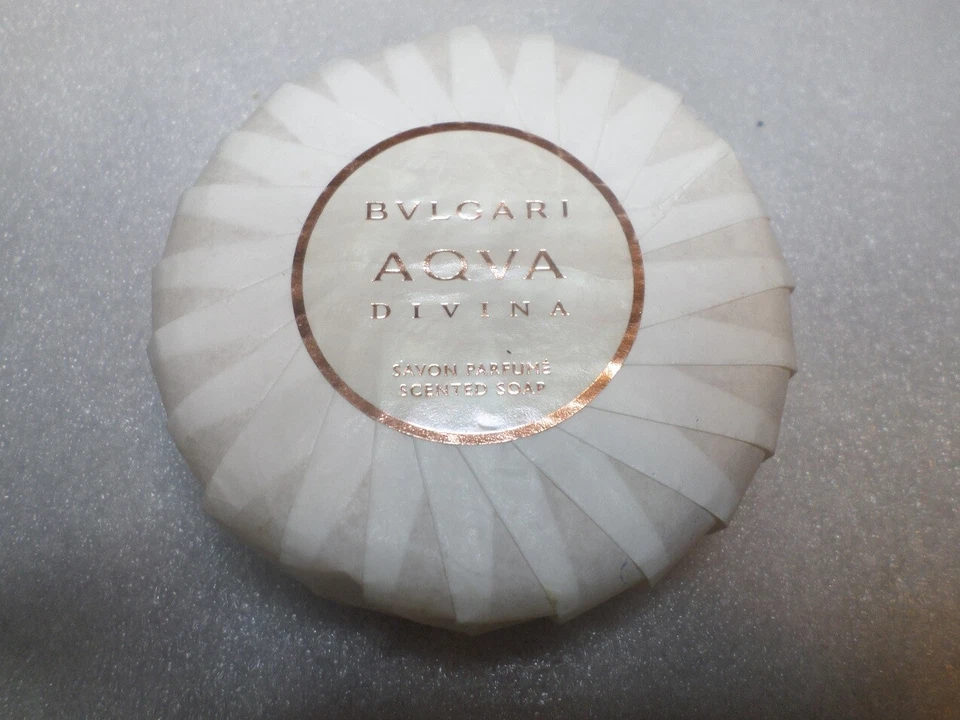 BVLGARI
AQVA
DIVINA
SAVON PARFUMÉ
SCENTED SOAP